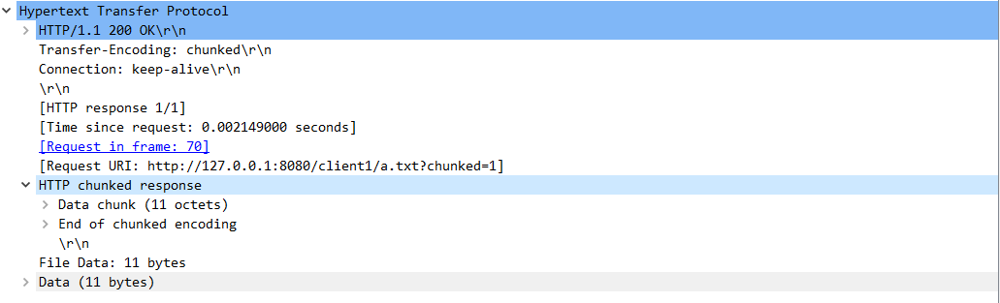 Hypertext Transfer Protocol
HTTP/1.1 200 OK\r\n
Transfer-Encoding: chunked\r\n
Connection: keep-alive\r\n
\r\n
[HTTP response 1/1]
[Time since request: 0.002149000 seconds]
[Request in frame: 70]
[Request URI: http://127.0.0.1:8080/client1/a.txt?chunked=1]
HTTP chunked response
Data chunk (11 octets)
End of chunked encoding
\r\n
File Data: 11 bytes
Data (11 bytes)